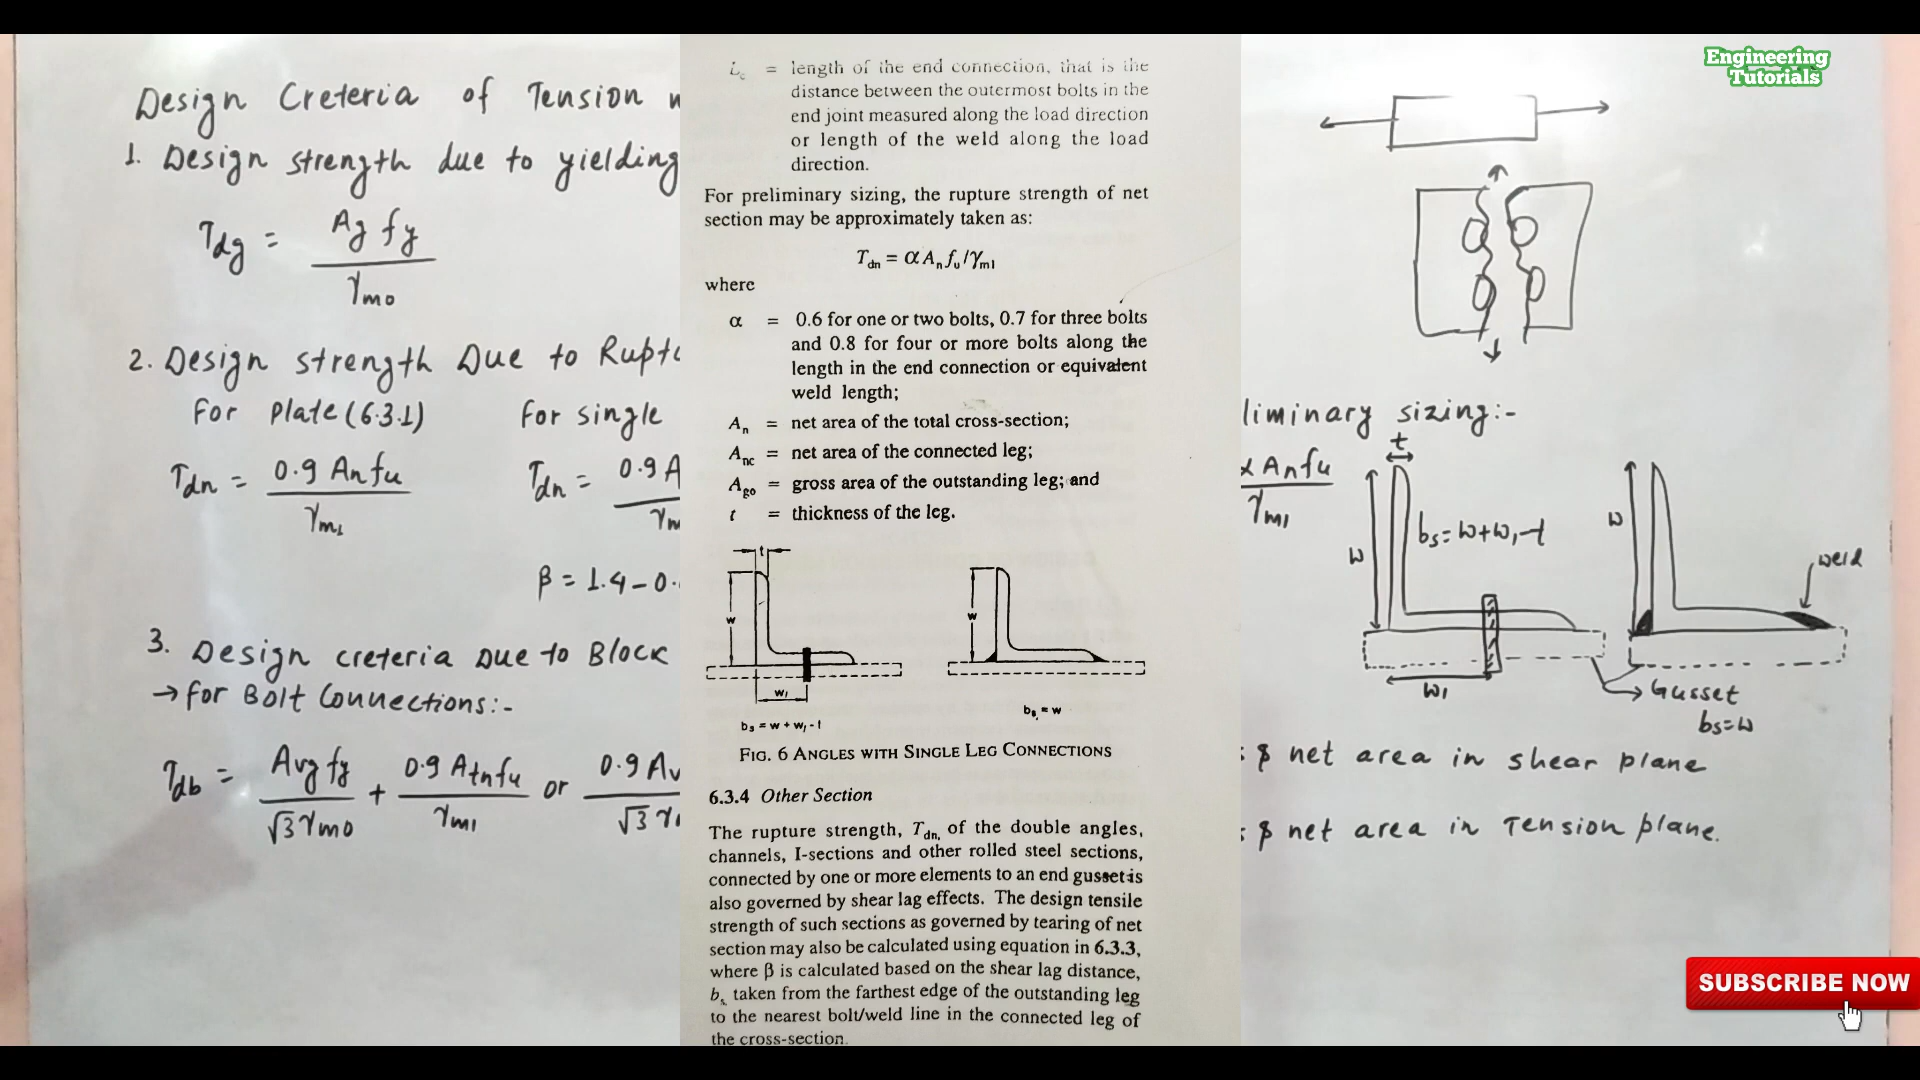 Engineering
Tutorials
Design Creteria of Tension
1. Design strength due to yielding
Tdg = Ag fy / γm0
2. Design strength Due to Rupt
for Plate (6.3.1)
for single
Tdn = 0.9 An fu / γm1
Tdn = 0.9 A
γm
β = 1.4 - 0.
3. Design creteria Due to Block
→ for Bolt Connections:-
Tdb = Avg fy / √3 γm0 + 0.9 Atn fu / γm1 or 0.9 Av
√3 γ
Lc = length of the end connection, that is the
distance between the outermost bolts in the
end joint measured along the load direction
or length of the weld along the load
direction.
For preliminary sizing, the rupture strength of net
section may be approximately taken as:
Tdn = α An fu /γm1
where
α = 0.6 for one or two bolts, 0.7 for three bolts
and 0.8 for four or more bolts along the
length in the end connection or equivalent
weld length;
An = net area of the total cross-section;
Anc = net area of the connected leg;
Ago = gross area of the outstanding leg; and
t = thickness of the leg.
t
w
w
w1
bs = w + w1 - t
bs = w
FIG. 6 ANGLES WITH SINGLE LEG CONNECTIONS
6.3.4 Other Section
The rupture strength, Tdn, of the double angles,
channels, I-sections and other rolled steel sections,
connected by one or more elements to an end gusset is
also governed by shear lag effects. The design tensile
strength of such sections as governed by tearing of net
section may also be calculated using equation in 6.3.3,
where β is calculated based on the shear lag distance,
bs, taken from the farthest edge of the outstanding leg
to the nearest bolt/weld line in the connected leg of
the cross-section.
liminary sizing:-
α An fu / γm1
t
w
bs = w + w1 - t
w
weld
w1
Gusset
bs = w
& net area in shear plane
& net area in Tension plane.
SUBSCRIBE NOW